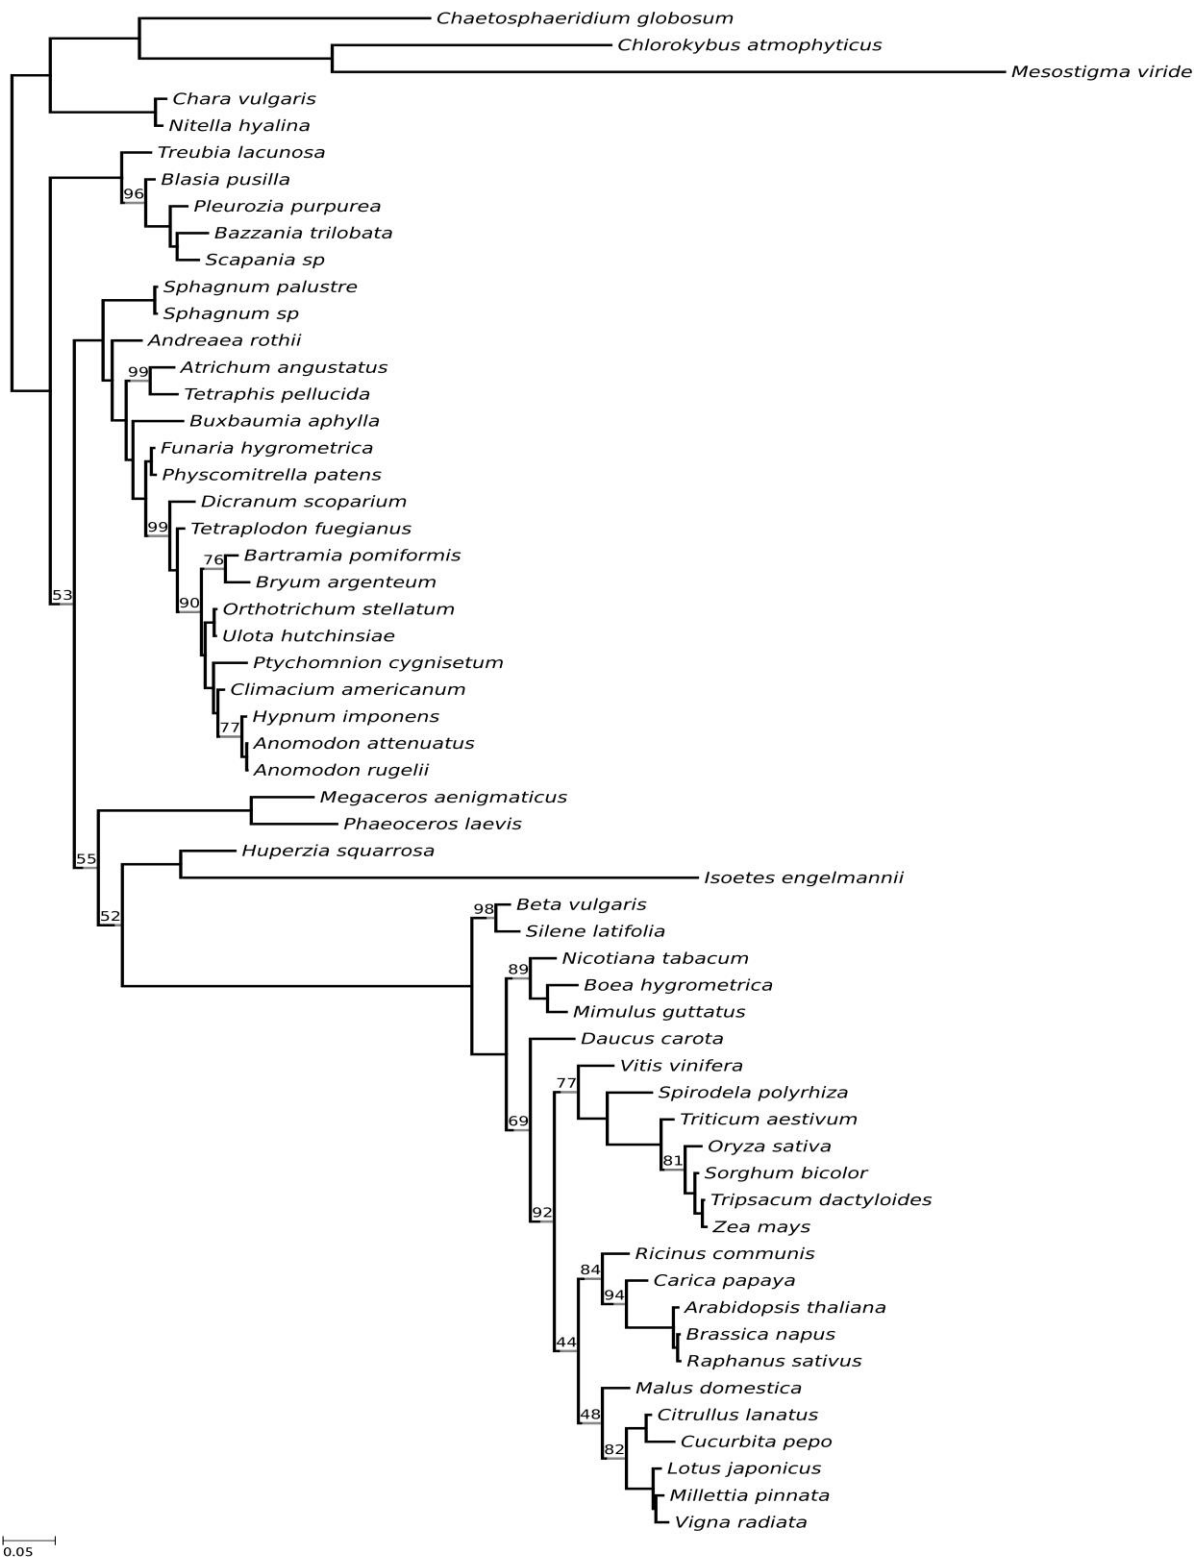 Chaetosphaeridium globosum
Chlorokybus atmophyticus
Mesostigma viride
Chara vulgaris
Nitella hyalina
Treubia lacunosa
Blasia pusilla
96
Pleurozia purpurea
Bazzania trilobata
Scapania sp
Sphagnum palustre
Sphagnum sp
Andreaea rothii
Atrichum angustatus
99
Tetraphis pellucida
Buxbaumia aphylla
Funaria hygrometrica
Physcomitrella patens
Dicranum scoparium
99
Tetraplodon fuegianus
Bartramia pomiformis
76
Bryum argenteum
53
90
Orthotrichum stellatum
Ulota hutchinsiae
Ptychomnion cygnisetum
Climacium americanum
Hypnum imponens
77
Anomodon attenuatus
Anomodon rugelii
Megaceros aenigmaticus
Phaeoceros laevis
Huperzia squarrosa
55
Isoetes engelmannii
Beta vulgaris
98
52
Silene latifolia
Nicotiana tabacum
89
Boea hygrometrica
Mimulus guttatus
Daucus carota
Vitis vinifera
77
Spirodela polyrhiza
Triticum aestivum
69
Oryza sativa
81
Sorghum bicolor
Tripsacum dactyloides
92
Zea mays
Ricinus communis
84
Carica papaya
94
Arabidopsis thaliana
Brassica napus
44
Raphanus sativus
Malus domestica
48
Citrullus lanatus
Cucurbita pepo
82
Lotus japonicus
Millettia pinnata
Vigna radiata
0.05